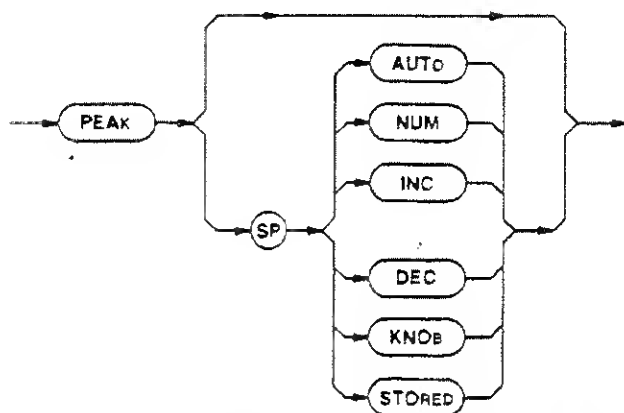 AUTO
PEAK
NUM
INC
SP
DEC
KNOB
STORED